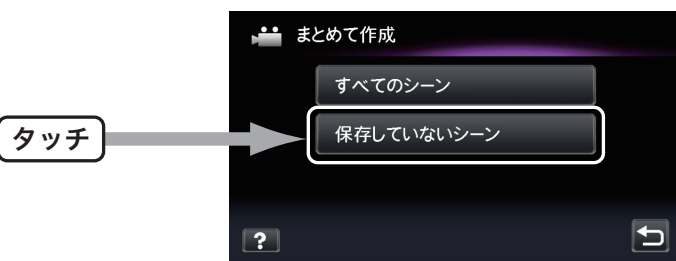 まとめて作成
すべてのシーン
タッチ
保存していないシーン
?